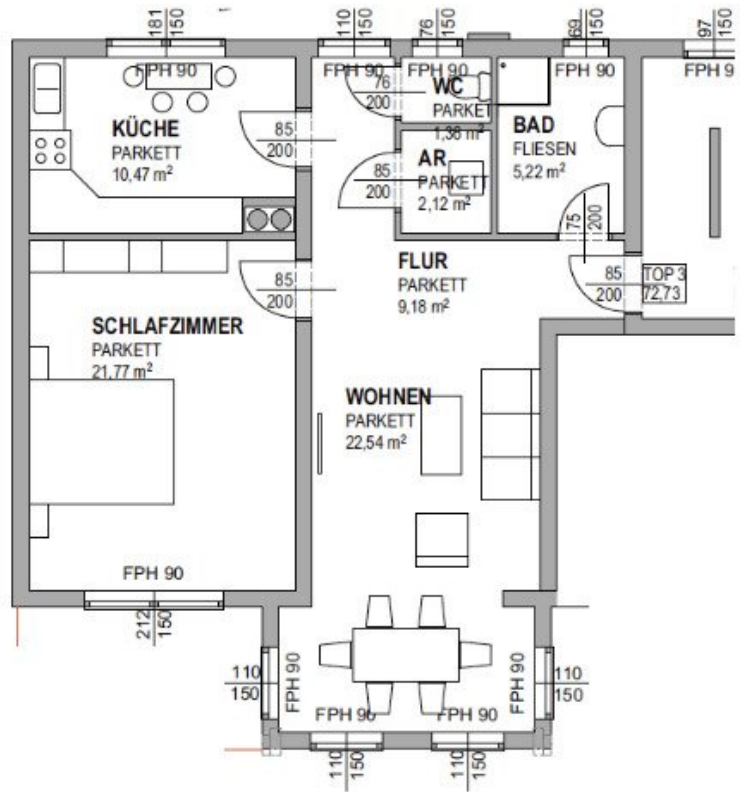 181
150
110
150
76
150
69
150
97
150
FPH 90
FPH 90
FPH 90
FPH 90
FPH 9
KÜCHE
PARKETT
10,47 m²
85
200
76
200
WC
PARKET
1,38 m²
BAD
FLIESEN
5,22 m²
85
200
AR
PARKETT
2,12 m²
75
200
FLUR
PARKETT
9,18 m²
85
200
85
200
TOP 3
72,73
SCHLAFZIMMER
PARKETT
21,77 m²
WOHNEN
PARKETT
22,54 m²
FPH 90
212
150
110
150
FPH 90
FPH 90
110
150
FPH 90
FPH 90
110
150
110
150